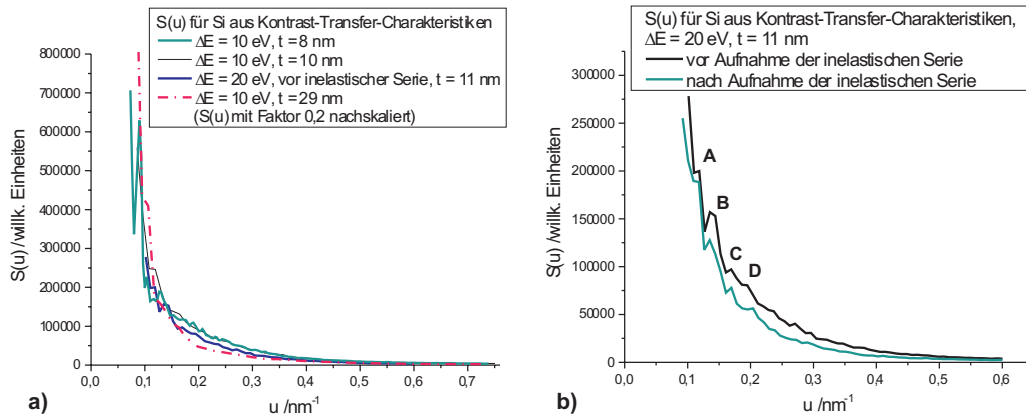 S(u) für Si aus Kontrast-Transfer-Charakteristiken
ΔE = 10 eV, t = 8 nm
ΔE = 10 eV, t = 10 nm
ΔE = 20 eV, vor inelastischer Serie, t = 11 nm
ΔE = 10 eV, t = 29 nm
(S(u) mit Faktor 0,2 nachskaliert)
800000
700000
600000
500000
400000
300000
200000
100000
0
S(u) /willk. Einheiten
0,0 0,1 0,2 0,3 0,4 0,5 0,6 0,7
u /nm⁻¹
a)
S(u) für Si aus Kontrast-Transfer-Charakteristiken,
ΔE = 20 eV, t = 11 nm
vor Aufnahme der inelastischen Serie
nach Aufnahme der inelastischen Serie
300000
250000
200000
150000
100000
50000
0
S(u) /willk. Einheiten
A
B
C
D
0,0 0,1 0,2 0,3 0,4 0,5 0,6
u /nm⁻¹
b)